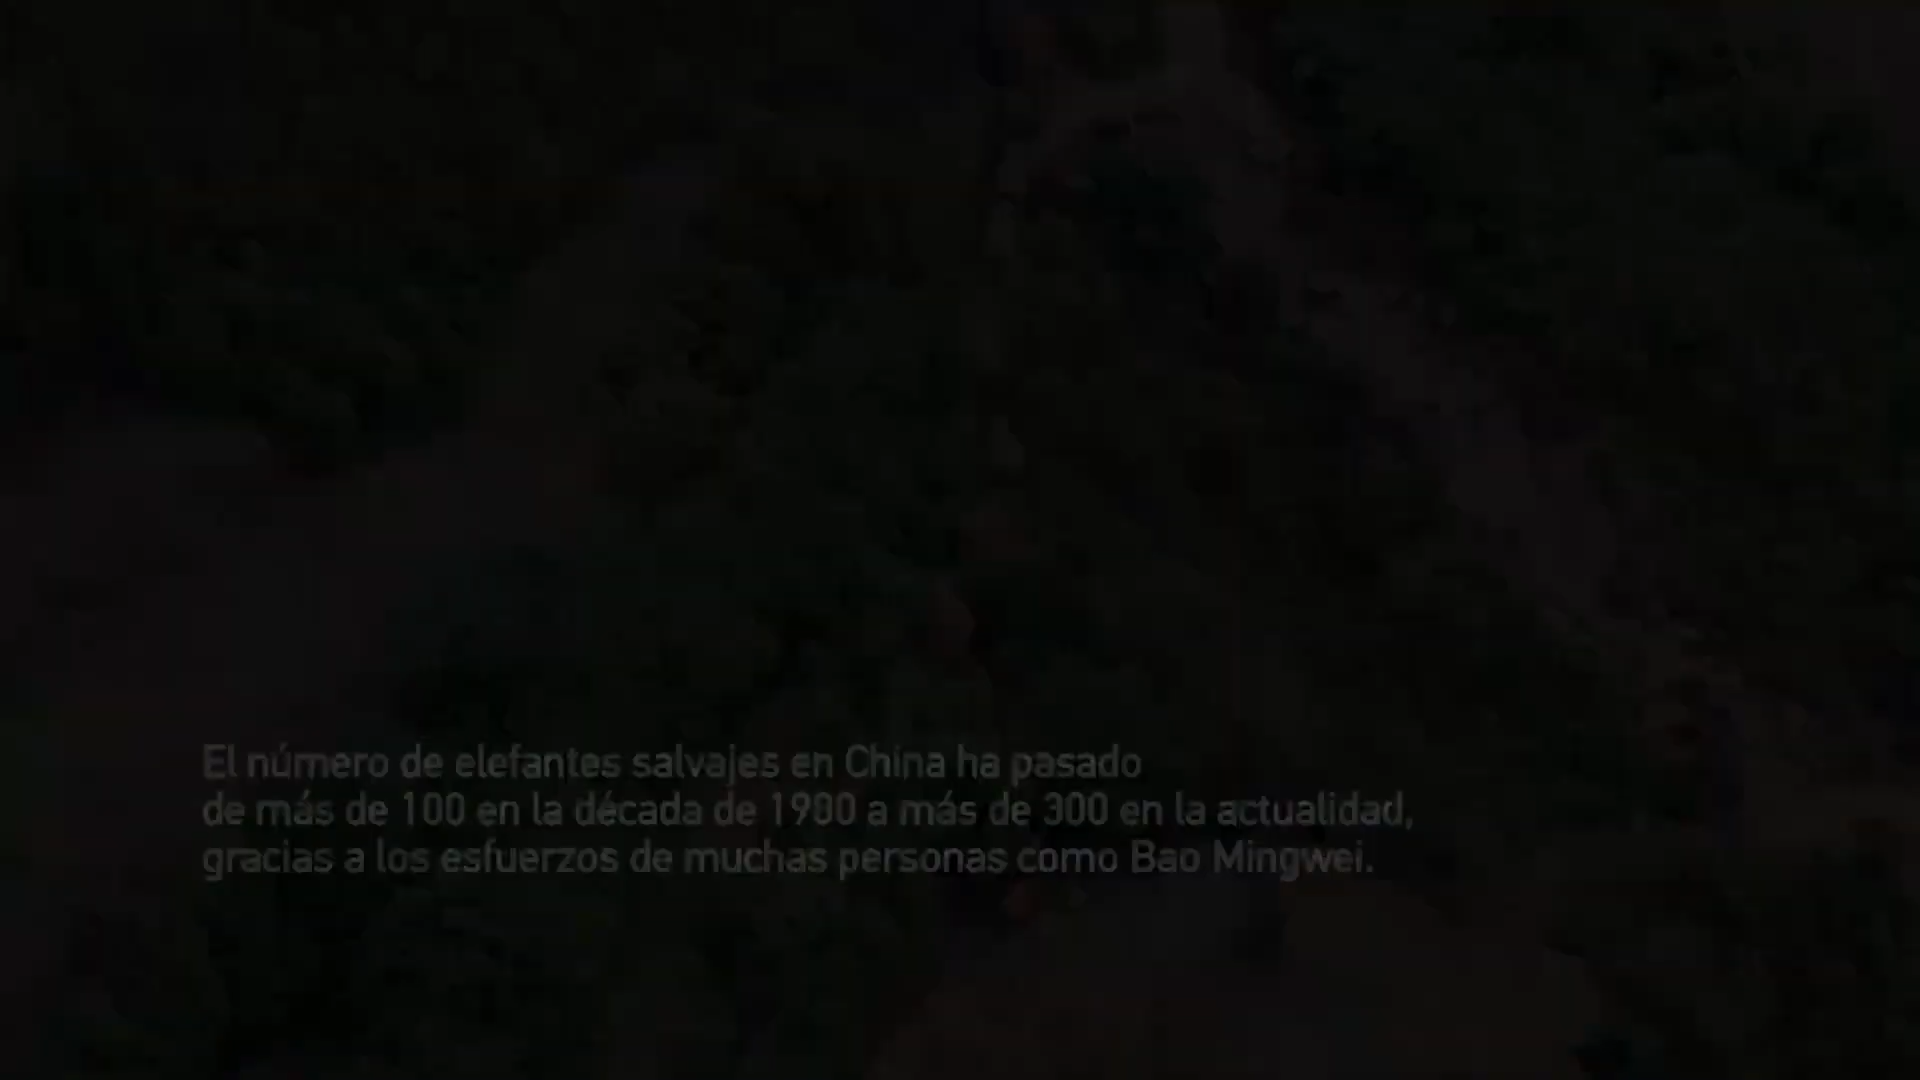 El número de elefantes salvajes en China ha pasado
de más de 100 en la década de 1980 a más de 300 en la actualidad,
gracias a los esfuerzos de muchas personas como Bao Mingwei.